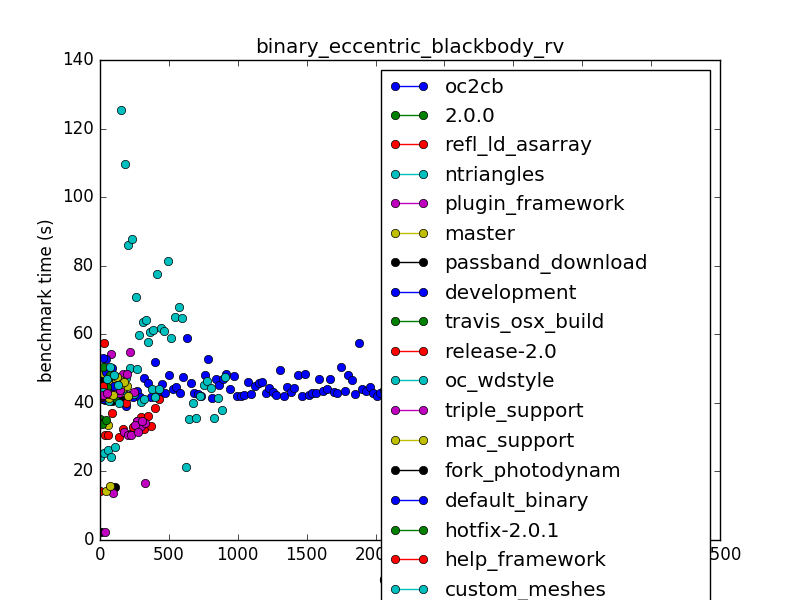 binary_eccentric_blackbody_rv
140
120
100
80
60
40
20
0
benchmark time (s)
0
500
1000
1500
500
oc2cb
2.0.0
refl_ld_asarray
ntriangles
plugin_framework
master
passband_download
development
travis_osx_build
release-2.0
oc_wdstyle
triple_support
mac_support
fork_photodynam
default_binary
hotfix-2.0.1
help_framework
custom_meshes